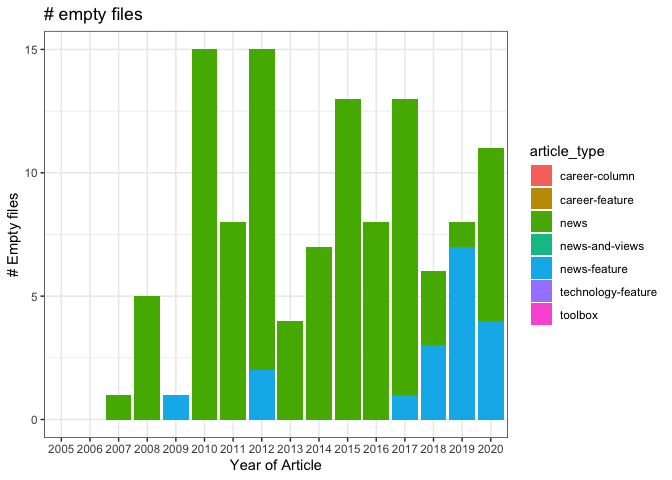 # empty files
# Empty files
15
10
5
0
2005 2006 2007 2008 2009 2010 2011 2012 2013 2014 2015 2016 2017 2018 2019 2020
Year of Article
article_type
career-column
career-feature
news
news-and-views
news-feature
technology-feature
toolbox